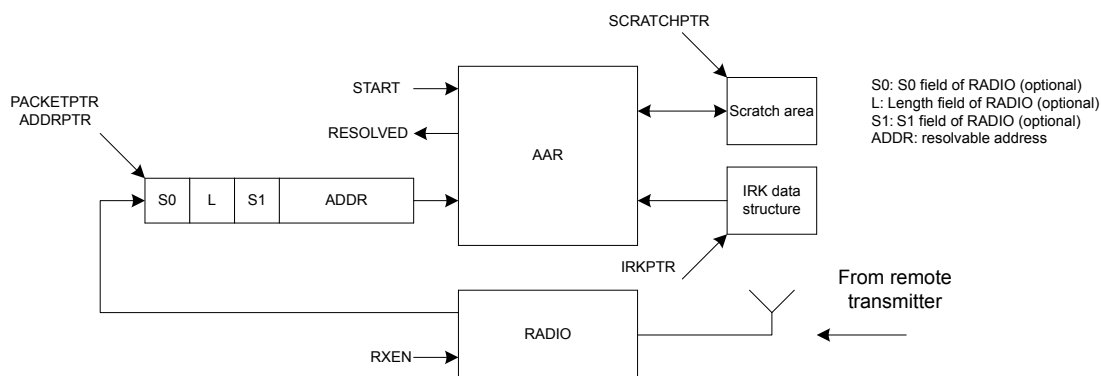 SCRATCHPTR
START
PACKETPTR
ADDRPTR
RESOLVED
AAR
Scratch area
S0: S0 field of RADIO (optional)
L: Length field of RADIO (optional)
S1: S1 field of RADIO (optional)
ADDR: resolvable address
S0
L
S1
ADDR
IRK data
structure
IRKPTR
From remote
transmitter
RADIO
RXEN